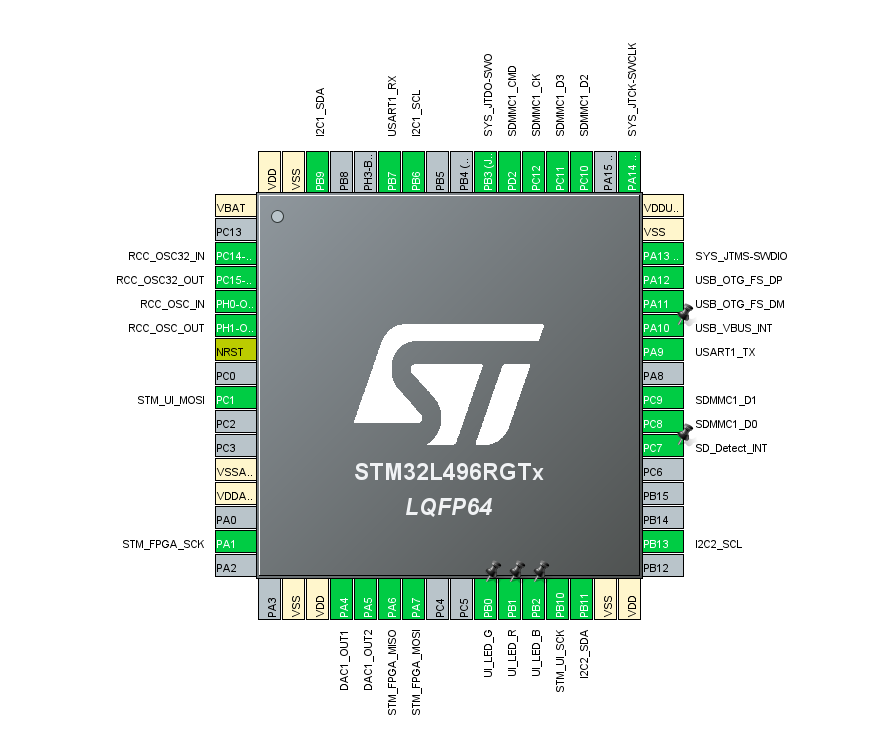 I2C1_SDA
USART1_RX
I2C1_SCL
SYS_JTDO-SWO
SDMMC1_CMD
SDMMC1_CK
SDMMC1_D3
SDMMC1_D2
SYS_JTCK-SWCLK
VDD
VSS
PB9
PB8
PH3-B..
PB7
PB6
PB5
PB4 (..
PB3 (J..
PD2
PC12
PC11
PC10
PA15 ..
PA14 ..
VBAT
PC13
RCC_OSC32_IN PC14-..
RCC_OSC32_OUT PC15-..
RCC_OSC_IN PH0-O..
RCC_OSC_OUT PH1-O..
NRST
PC0
STM_UI_MOSI PC1
PC2
PC3
VSSA..
VDDA..
PA0
STM_FPGA_SCK PA1
PA2
VDDU..
VSS
PA13 .. SYS_JTMS-SWDIO
PA12 USB_OTG_FS_DP
PA11 USB_OTG_FS_DM
PA10 USB_VBUS_INT
PA9 USART1_TX
PA8
PC9 SDMMC1_D1
PC8 SDMMC1_D0
PC7 SD_Detect_INT
PC6
PB15
PB14
PB13 I2C2_SCL
PB12
ST
STM32L496RGTx
LQFP64
PA3
VSS
VDD
PA4
PA5
PA6
PA7
PC4
PC5
PB0
PB1
PB2
PB10
PB11
VSS
VDD
DAC1_OUT1
DAC1_OUT2
STM_FPGA_MISO
STM_FPGA_MOSI
UI_LED_G
UI_LED_R
UI_LED_B
STM_UI_SCK
I2C2_SDA